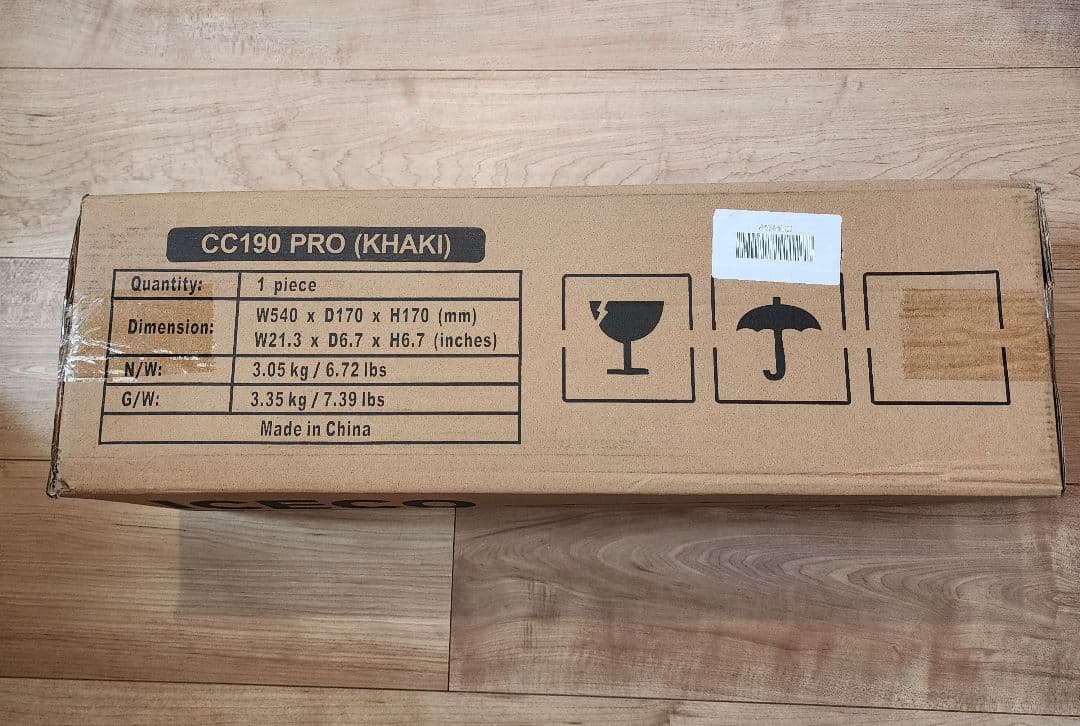 CC190 PRO (KHAKI)
Quantity: 1 piece
Dimension: W540 x D170 x H170 (mm)
W21.3 x D6.7 x H6.7 (inches)
N/W: 3.05 kg / 6.72 lbs
G/W: 3.35 kg / 7.39 lbs
Made in China
ICECO